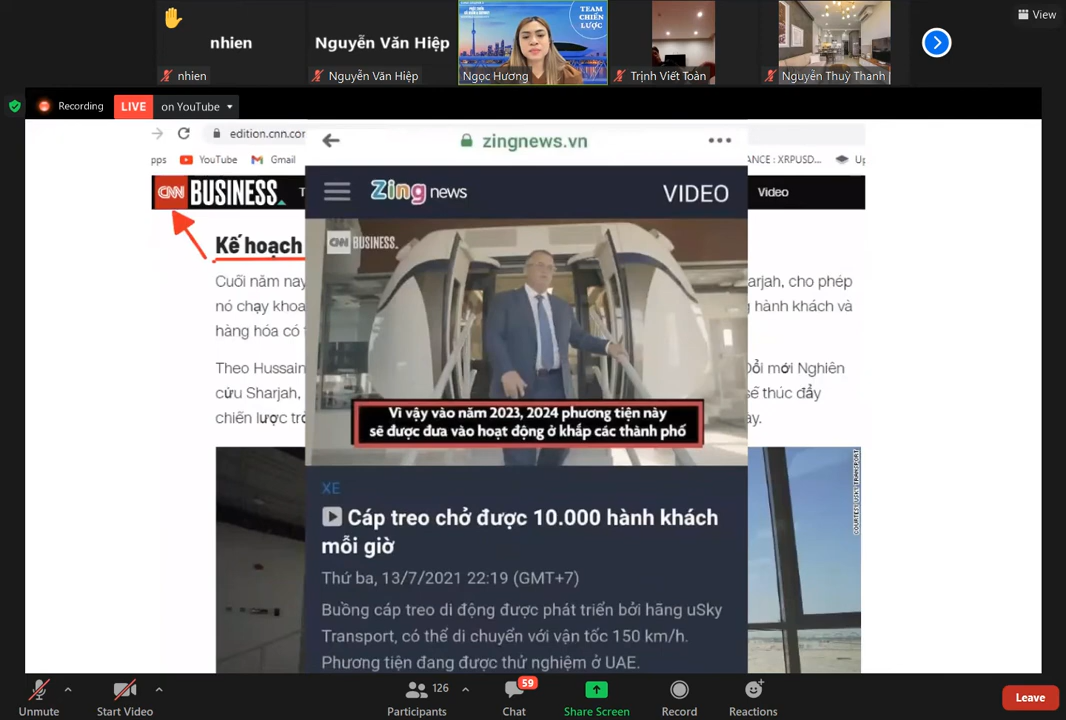 View
nhien
Nguyễn Văn Hiệp
TEAM
CHIẾN
LƯỢC
nhien
Nguyễn Văn Hiệp
Ngọc Hương
Trịnh Viết Toàn
Nguyễn Thuỳ Thanh
Recording
LIVE
on YouTube
edition.cnn.cor
zingnews.vn
pps
YouTube
Gmail
ANCE : XRPUSD...
Up
CNN BUSINESS
T
Zing news
VIDEO
Video
CNN BUSINESS
Kế hoạch
Cuối năm nay
arjah, cho phép
nó chạy khoa
g hành khách và
hàng hóa có t
Theo Hussain
Đổi mới Nghiên
cứu Sharjah,
sẽ thúc đẩy
chiến lược trò
ay.
Vì vậy vào năm 2023, 2024 phương tiện này
sẽ được đưa vào hoạt động ở khắp các thành phố
COURTESY USKY TRANSPORT
XE
Cáp treo chở được 10.000 hành khách
mỗi giờ
Thứ ba, 13/7/2021 22:19 (GMT+7)
Buồng cáp treo di động được phát triển bởi hãng uSky
Transport, có thể di chuyển với vận tốc 150 km/h.
Phương tiện đang được thử nghiệm ở UAE.
126
59
Unmute
Start Video
Participants
Chat
Share Screen
Record
Reactions
Leave